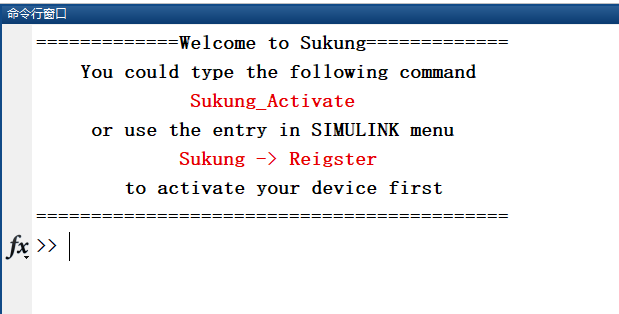 命令行窗口
=============Welcome to Sukung=============
You could type the following command
Sukung_Activate
or use the entry in SIMULINK menu
Sukung -> Reigster
to activate your device first
===========================================
fx >>